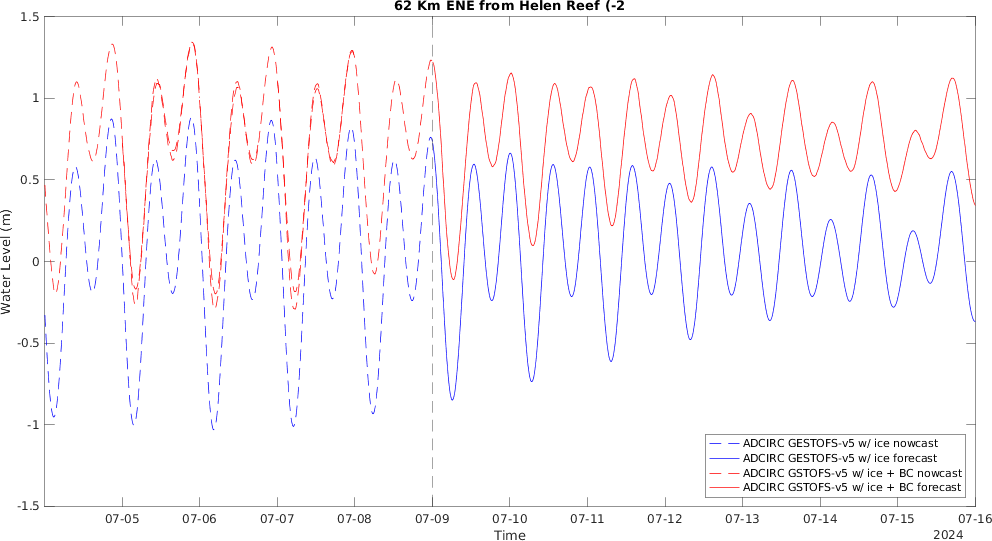 62 Km ENE from Helen Reef (-2
Water Level (m)
1.5
1
0.5
0
-0.5
-1
-1.5
07-05 07-06 07-07 07-08 07-09 07-10 07-11 07-12 07-13 07-14 07-15 07-16
Time
2024
ADCIRC GESTOFS-v5 w/ ice nowcast
ADCIRC GESTOFS-v5 w/ ice forecast
ADCIRC GSTOFS-v5 w/ ice + BC nowcast
ADCIRC GSTOFS-v5 w/ ice + BC forecast